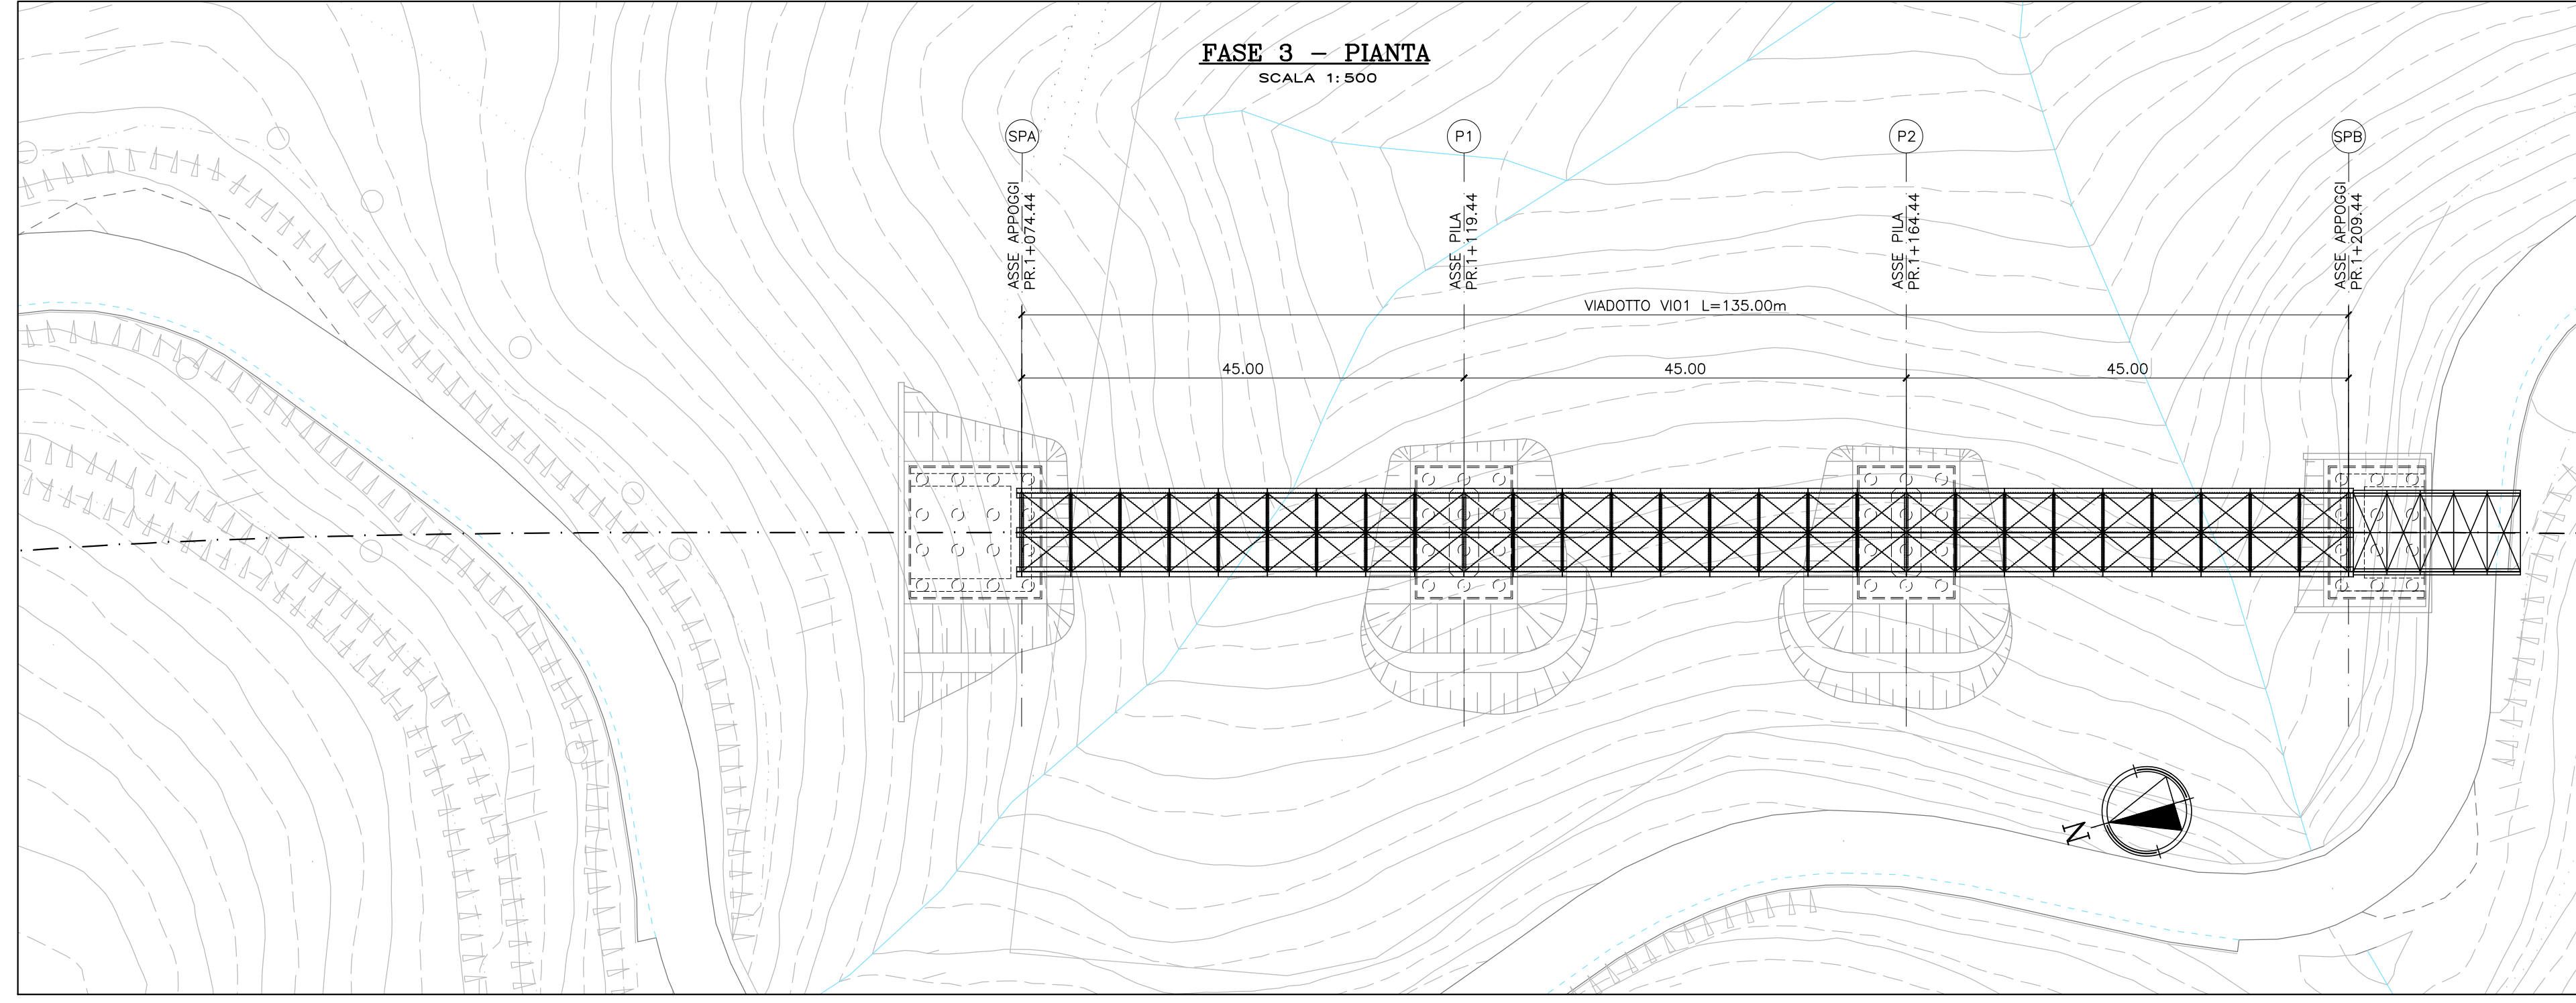 FASE 3 - PIANTA
SCALA 1:500
SPA
P1
P2
SPB
ASSE APPOGGI
PR.1+074.44
ASSE PILA
PR.1+119.44
ASSE PILA
PR.1+164.44
ASSE APPOGGI
PR.1+209.44
VIADOTTO VI01 L=135.00m
45.00
45.00
45.00
N